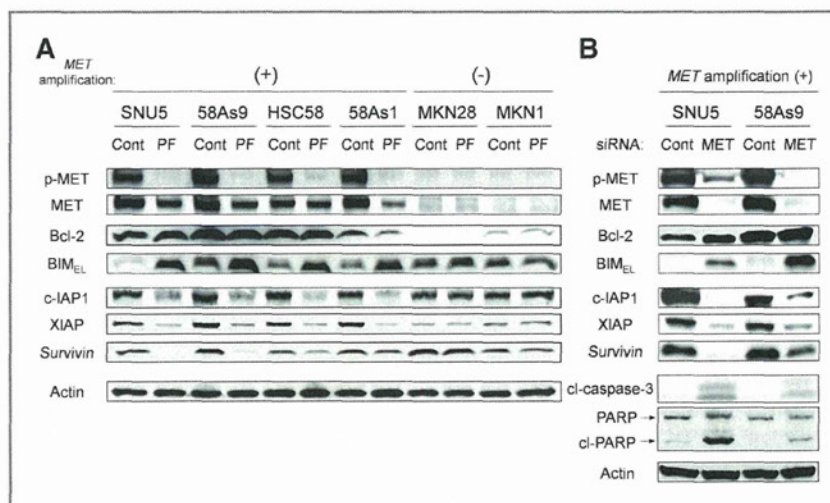 A
MET
amplification:
(+)
(-)
SNU5 58As9 HSC58 58As1 MKN28 MKN1
Cont PF Cont PF Cont PF Cont PF Cont PF Cont PF
p-MET
MET
Bcl-2
BIMEL
c-IAP1
XIAP
Survivin
Actin
B
MET amplification (+)
SNU5 58As9
siRNA: Cont MET Cont MET
p-MET
MET
Bcl-2
BIMEL
c-IAP1
XIAP
Survivin
cl-caspase-3
PARP
cl-PARP
Actin